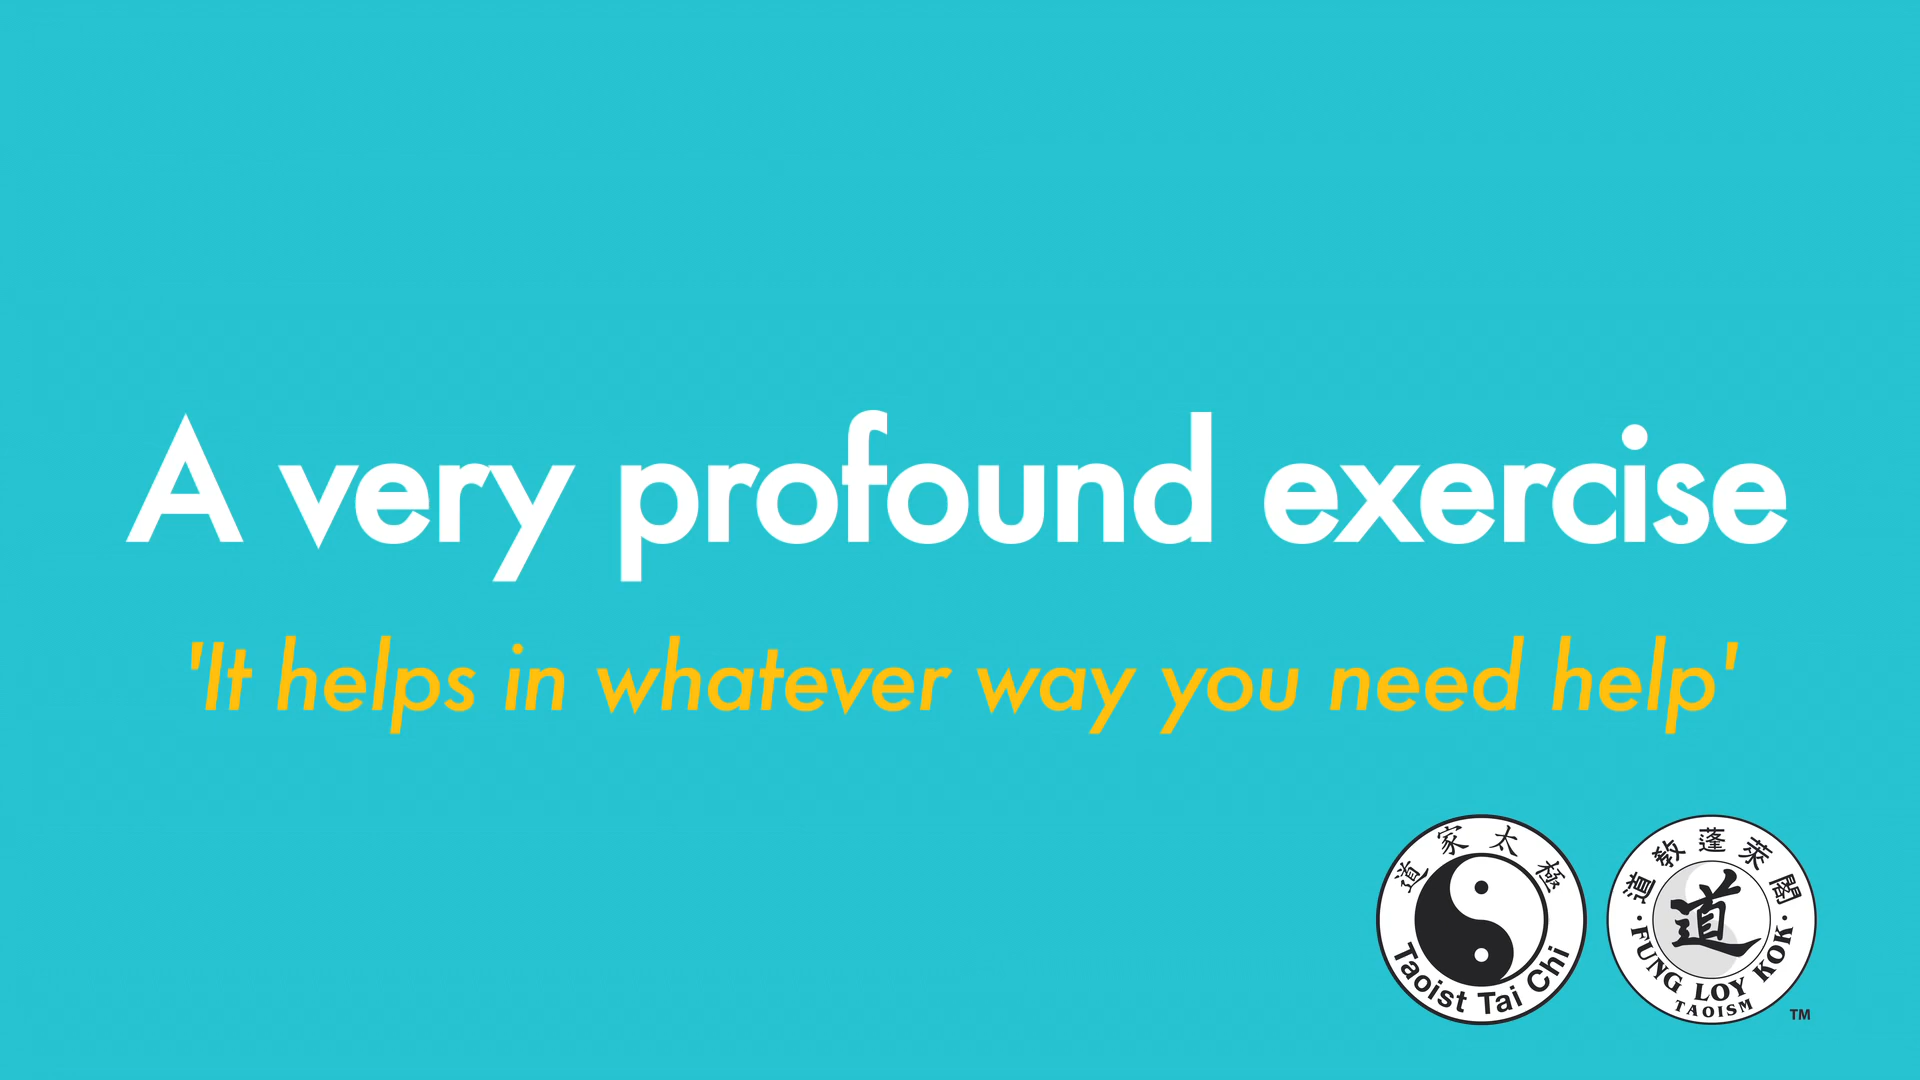 A very profound exercise
'It helps in whatever way you need help'
道家太極
Taoist Tai Chi
道教蓬萊閣
道
· FUNG LOY KOK ·
TAOISM
TM